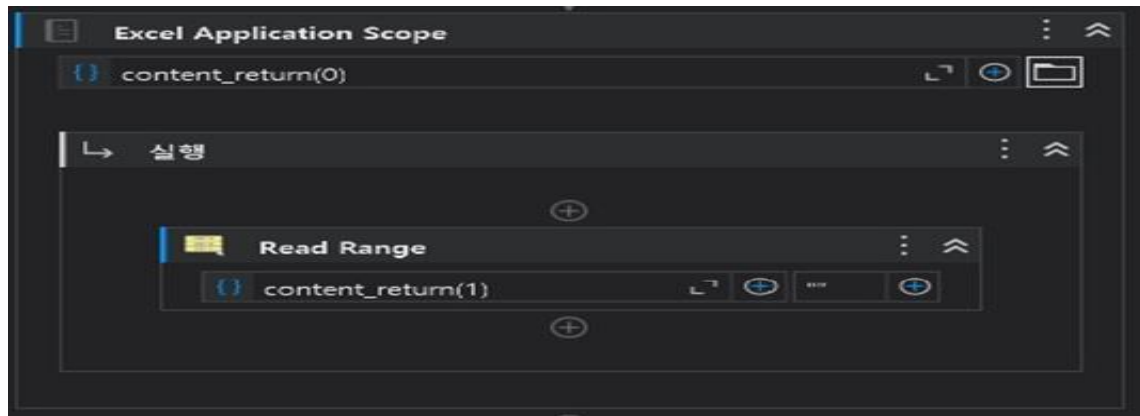 Excel Application Scope
{} content_return(0)
실행
Read Range
{} content_return(1) ""